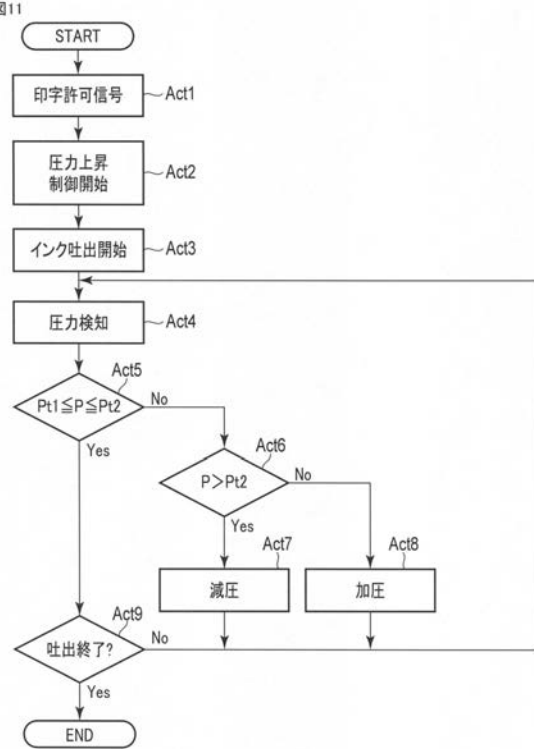 図11
START
印字許可信号
Act1
圧力上昇
制御開始
Act2
インク吐出開始
Act3
圧力検知
Act4
Act5
Pt1≦P≦Pt2
No
Yes
Act6
P＞Pt2
No
Yes
Act7
減圧
Act8
加圧
Act9
吐出終了?
No
Yes
END